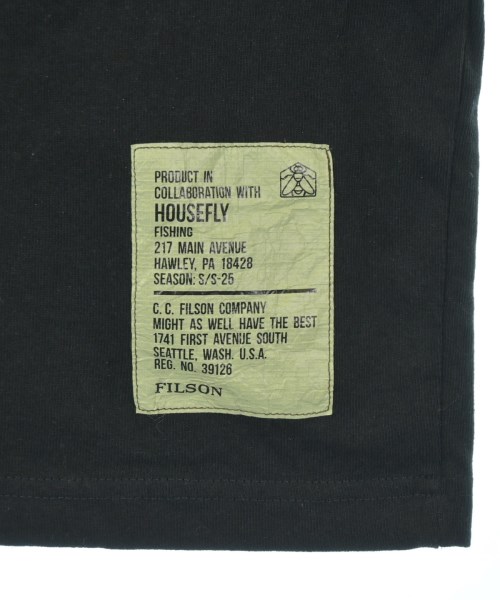 PRODUCT IN
COLLABORATION WITH
HOUSEFLY
FISHING
217 MAIN AVENUE
HAWLEY, PA 18428
SEASON: S/S-25
C. C. FILSON COMPANY
MIGHT AS WELL HAVE THE BEST
1741 FIRST AVENUE SOUTH
SEATTLE, WASH. U.S.A.
REG. NO. 39126
FILSON